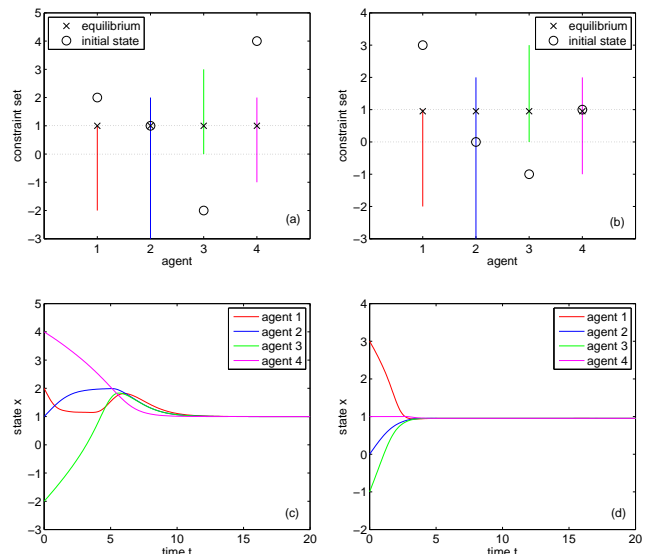 5
4
3
2
1
0
−1
−2
−3
constraint set
equilibrium
initial state
(a)
1 2 3 4
agent
4
3
2
1
0
−1
−2
−3
constraint set
equilibrium
initial state
(b)
1 2 3 4
agent
5
4
3
2
1
0
−1
−2
−3
state x
agent 1
agent 2
agent 3
agent 4
(c)
0 5 10 15 20
time t
4
3
2
1
0
−1
−2
state x
agent 1
agent 2
agent 3
agent 4
(d)
0 5 10 15 20
time t